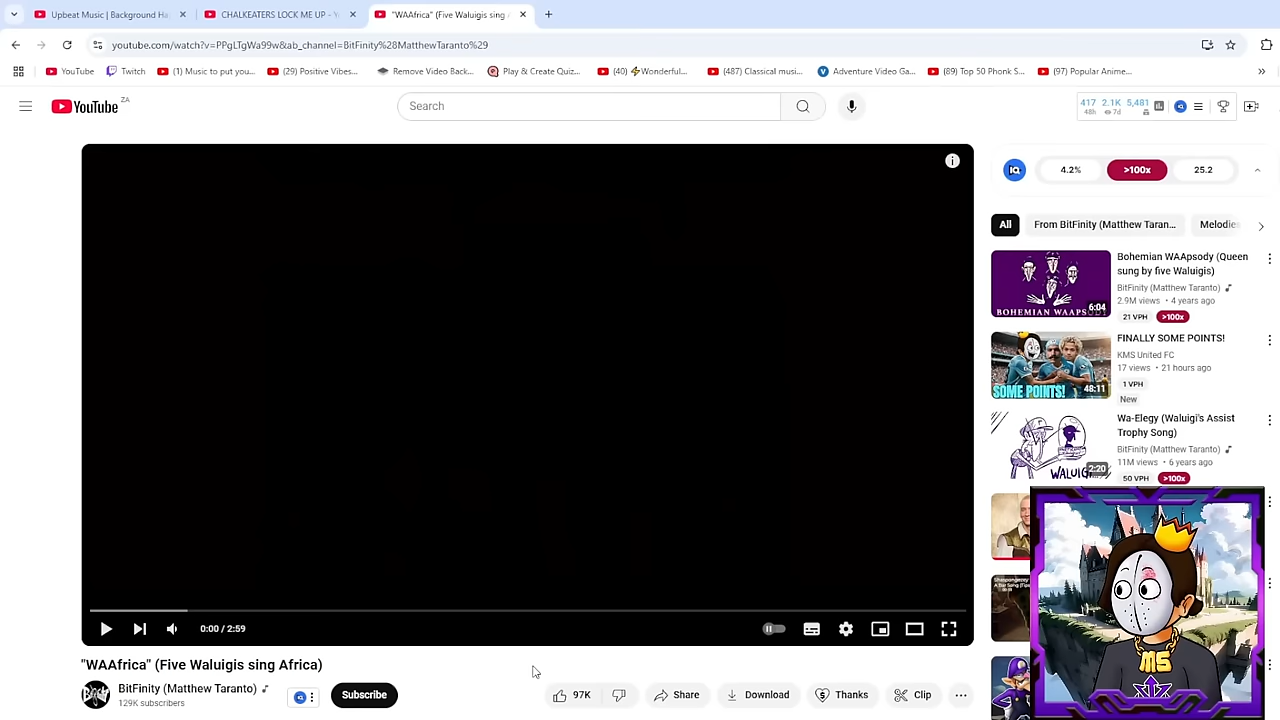 Upbeat Music | Background Ha
CHALKEATERS LOCK ME UP - Y
"WAAfrica" (Five Waluigis sing A
youtube.com/watch?v=PPgLTgWa99w&ab_channel=BitFinity%28MatthewTaranto%29
YouTube
Twitch
(1) Music to put you...
(29) Positive Vibes...
Remove Video Back...
Play & Create Quiz...
(40) ⚡Wonderful...
Adventure Video Ga...
(89) Top 50 Phonk S...
(97) Popular Anime...
YouTube ZA
Search
417 2.1K 5,481
48h 7d
iQ 4.2% >100x 25.2
All From BitFinity (Matthew Taran... Melodies
Bohemian WAApsody (Queen
sung by five Waluigis)
BitFinity (Matthew Taranto)
2.9M views • 4 years ago
21 VPH >100x
BOHEMIAN WAAPSODY
6:04
FINALLY SOME POINTS!
KMS United FC
17 views • 21 hours ago
1 VPH
New
SOME POINTS!
48:11
Wa-Elegy (Waluigi's Assist
Trophy Song)
BitFinity (Matthew Taranto)
11M views • 6 years ago
50 VPH >100x
WALUIG
2:20
MS
0:00 / 2:59
"WAAfrica" (Five Waluigis sing Africa)
BitFinity (Matthew Taranto)
129K subscribers
Subscribe
97K
Share
Download
Thanks
Clip